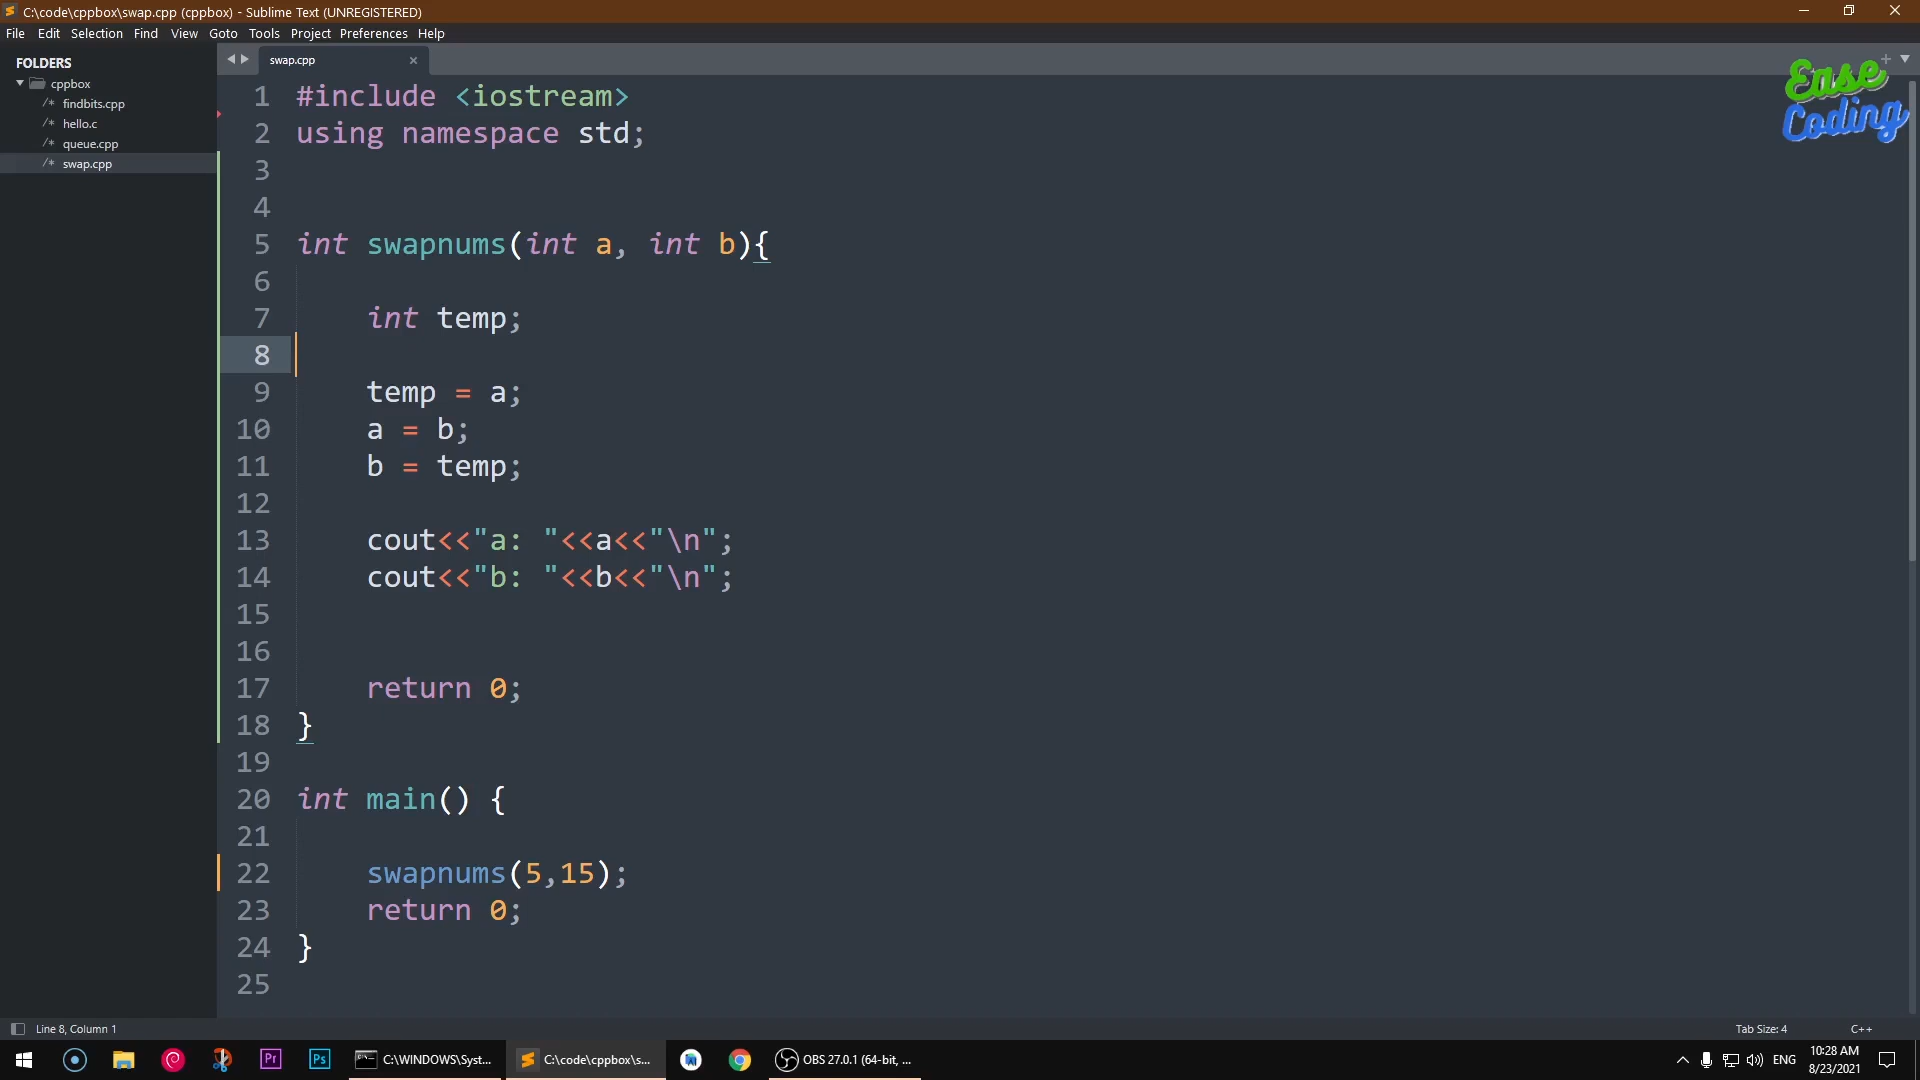 C:\code\cppbox\swap.cpp (cppbox) - Sublime Text (UNREGISTERED)
File Edit Selection Find View Goto Tools Project Preferences Help
FOLDERS
cppbox
/* findbits.cpp
/* hello.c
/* queue.cpp
/* swap.cpp
swap.cpp
Ease
Coding
1 #include <iostream>
2 using namespace std;
3
4
5 int swapnums(int a, int b){
6
7 int temp;
8
9 temp = a;
10 a = b;
11 b = temp;
12
13 cout<<"a: "<<a<<"\n";
14 cout<<"b: "<<b<<"\n";
15
16
17 return 0;
18 }
19
20 int main() {
21
22 swapnums(5,15);
23 return 0;
24 }
25
Line 8, Column 1 Tab Size: 4 C++
Pr Ps C:\WINDOWS\Syst... C:\code\cppbox\s... OBS 27.0.1 (64-bit, ... ENG 10:28 AM
8/23/2021